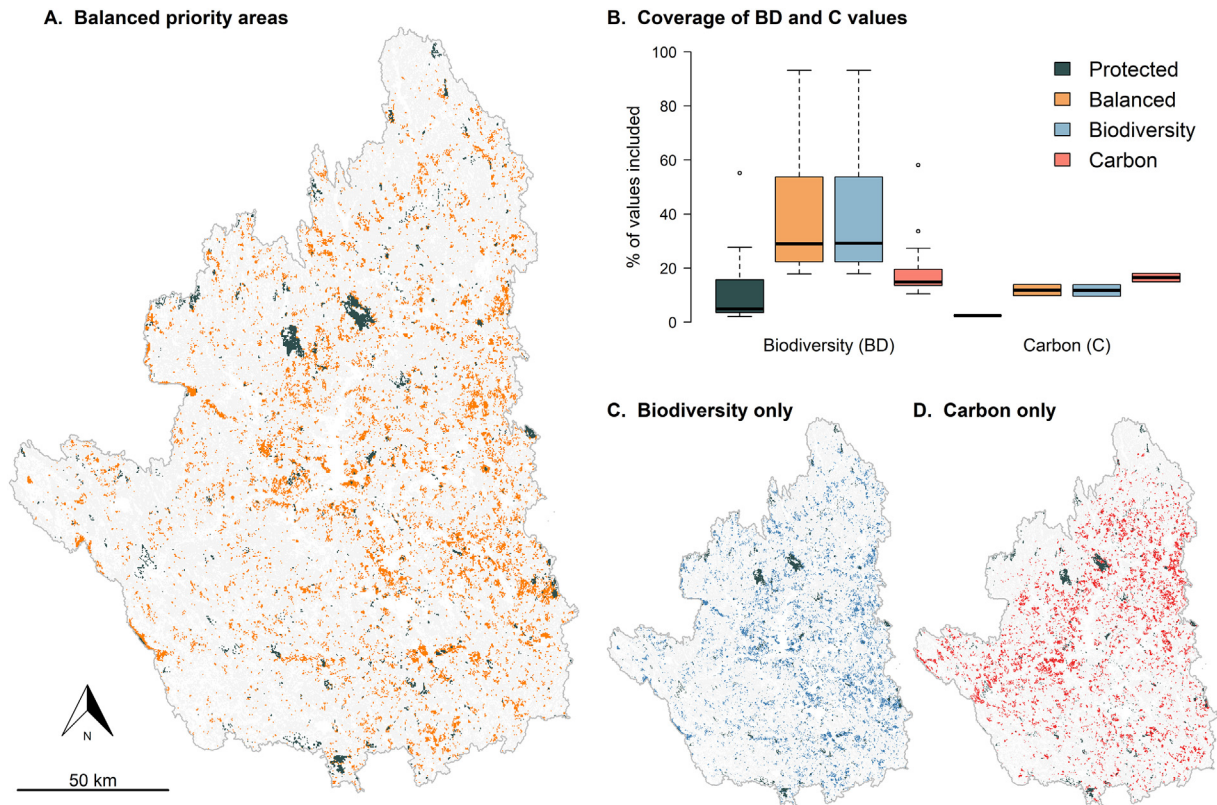 A. Balanced priority areas
B. Coverage of BD and C values
100
80
60
40
20
0
% of values included
Protected
Balanced
Biodiversity
Carbon
Biodiversity (BD)
Carbon (C)
C. Biodiversity only
D. Carbon only
N
50 km